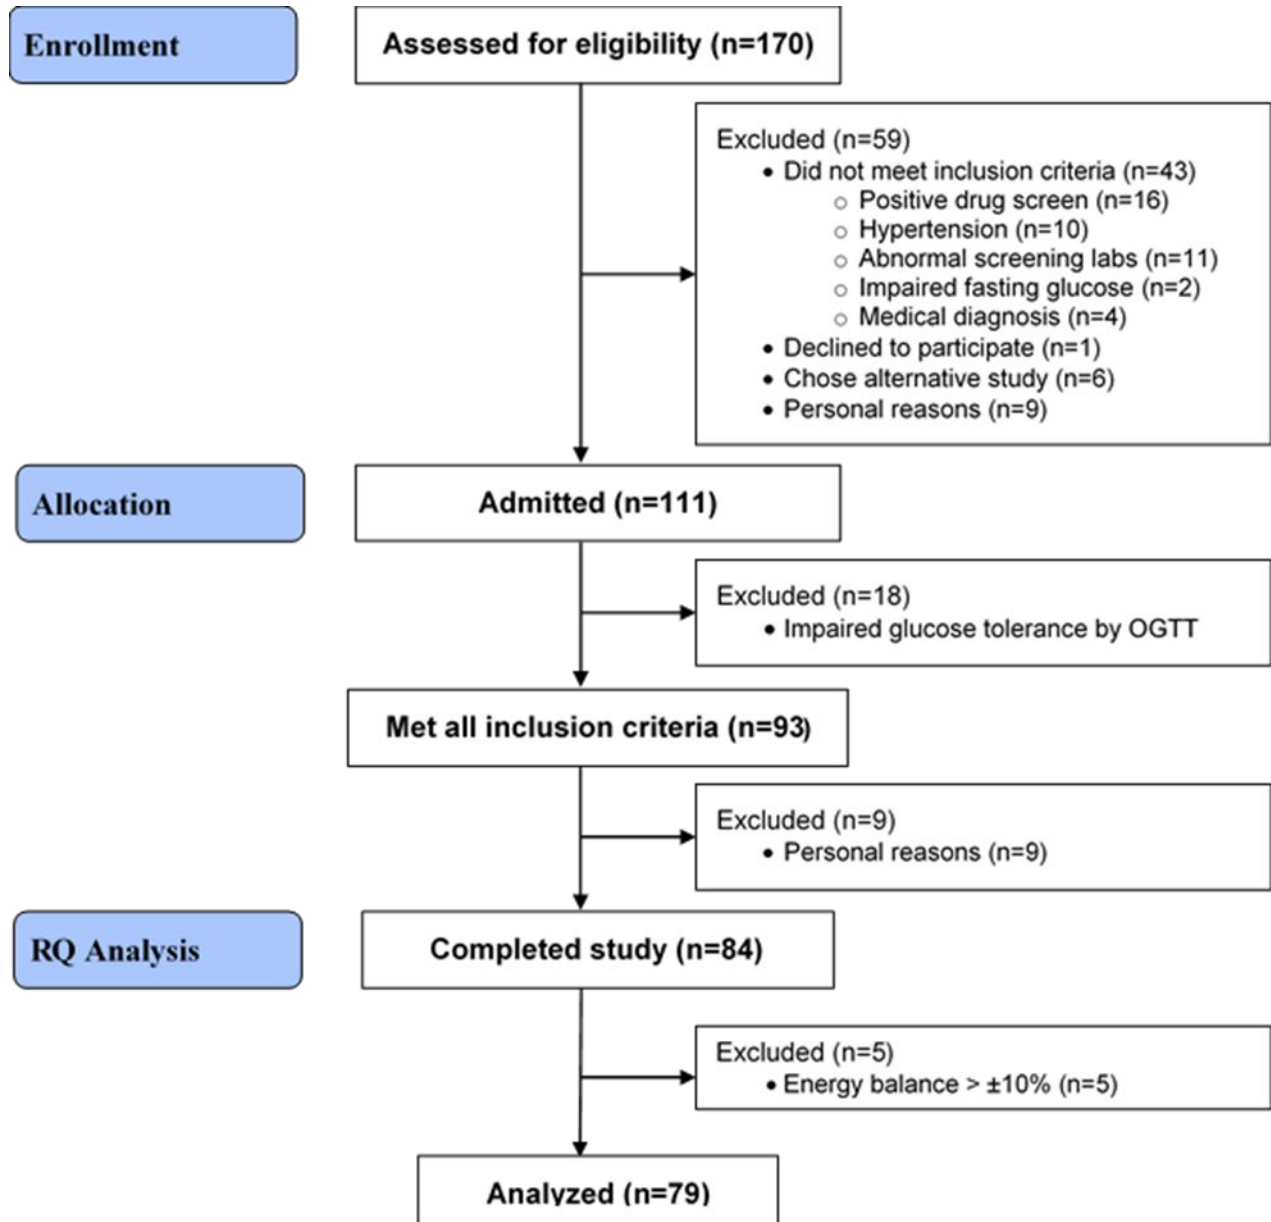 Enrollment
Assessed for eligibility (n=170)
Excluded (n=59)
• Did not meet inclusion criteria (n=43)
○ Positive drug screen (n=16)
○ Hypertension (n=10)
○ Abnormal screening labs (n=11)
○ Impaired fasting glucose (n=2)
○ Medical diagnosis (n=4)
• Declined to participate (n=1)
• Chose alternative study (n=6)
• Personal reasons (n=9)
Allocation
Admitted (n=111)
Excluded (n=18)
• Impaired glucose tolerance by OGTT
Met all inclusion criteria (n=93)
Excluded (n=9)
• Personal reasons (n=9)
RQ Analysis
Completed study (n=84)
Excluded (n=5)
• Energy balance > ±10% (n=5)
Analyzed (n=79)